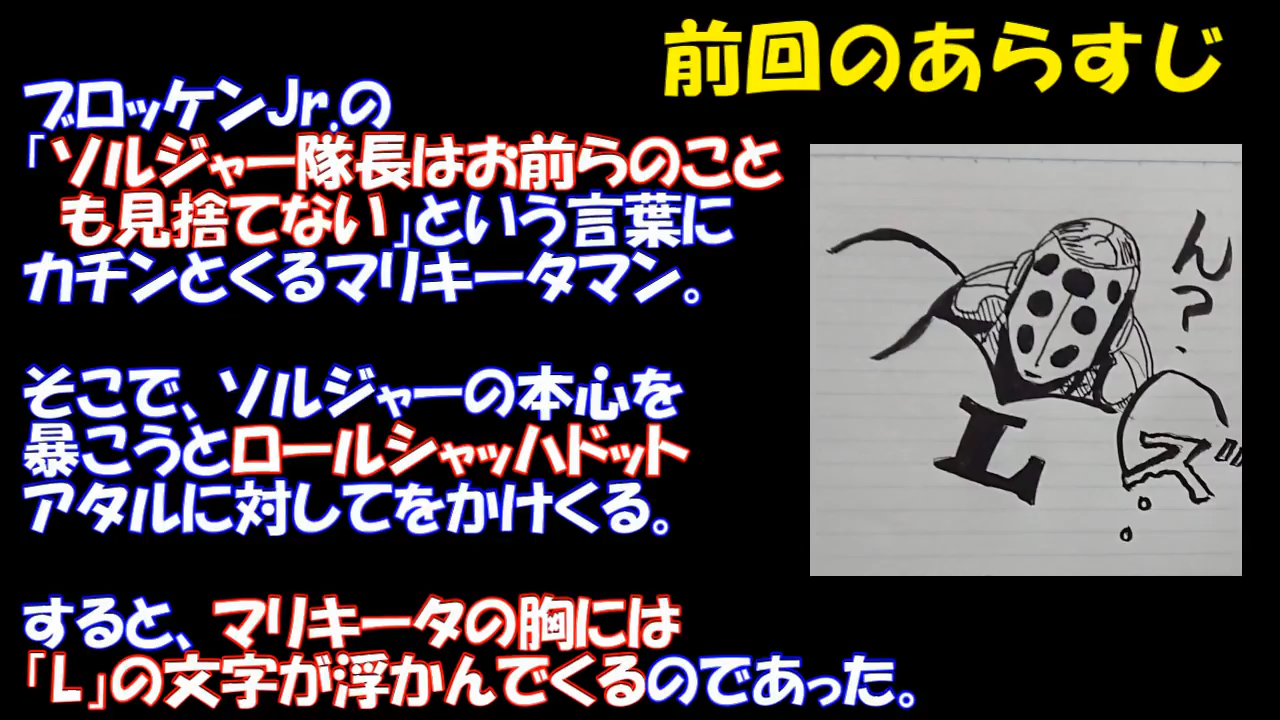 前回のあらすじ
ブロッケンJr.の
「ソルジャー隊長はお前らのこと
も見捨てない」という言葉に
カチンとくるマリキータマン。
そこで、ソルジャーの本心を
暴こうとロールシャッハドット
アタルに対してをかけくる。
すると、マリキータの胸には
「L」の文字が浮かんでくるのであった。
ん?
L
ズズ